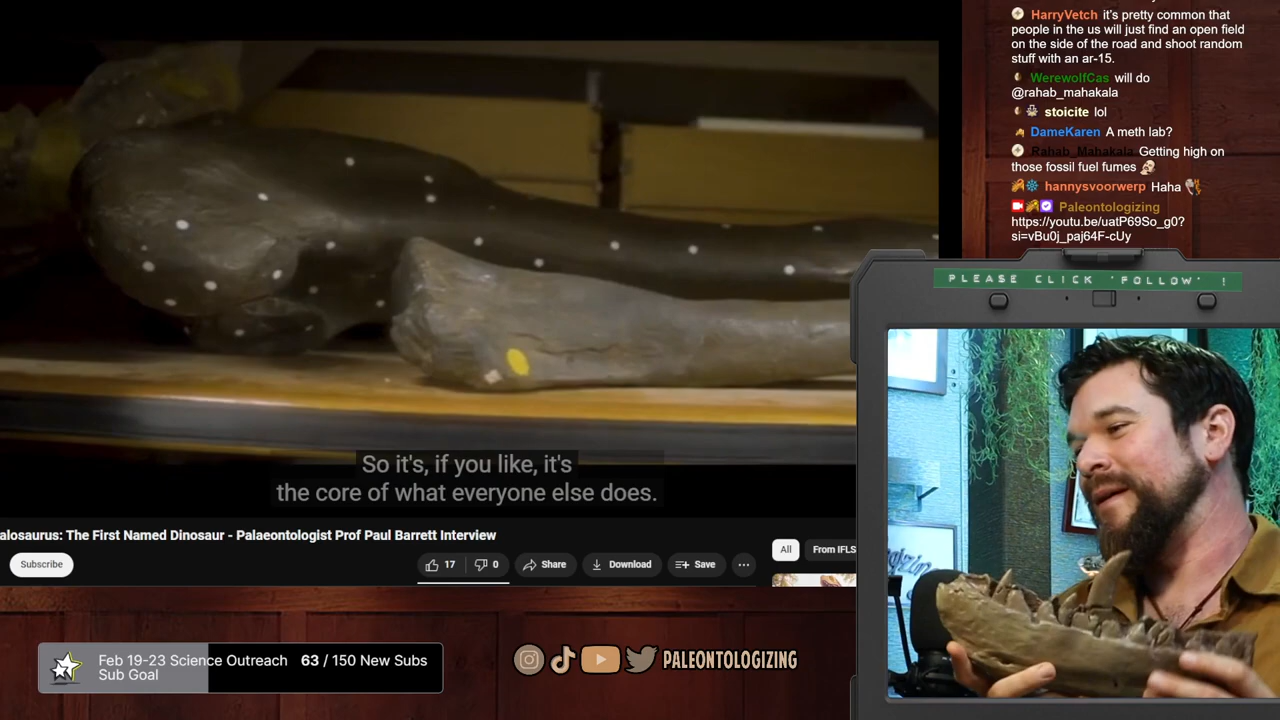 HarryVetch it's pretty common that
people in the us will just find an open field
on the side of the road and shoot random
stuff with an ar-15.
WerewolfCas will do
@rahab_mahakala
stoicite lol
DameKaren A meth lab?
Rahab_Mahakala Getting high on
those fossil fuel fumes
hannysvoorwerp Haha
Paleontologizing
https://youtu.be/uatP69So_g0?
si=vBu0j_paj64F-cUy
PLEASE CLICK 'FOLLOW' !
So it's, if you like, it's
the core of what everyone else does.
alosaurus: The First Named Dinosaur - Palaeontologist Prof Paul Barrett Interview
Subscribe
17
0
Share
Download
Save
All
From IFLS
Feb 19-23 Science Outreach 63 / 150 New Subs
Sub Goal
PALEONTOLOGIZING